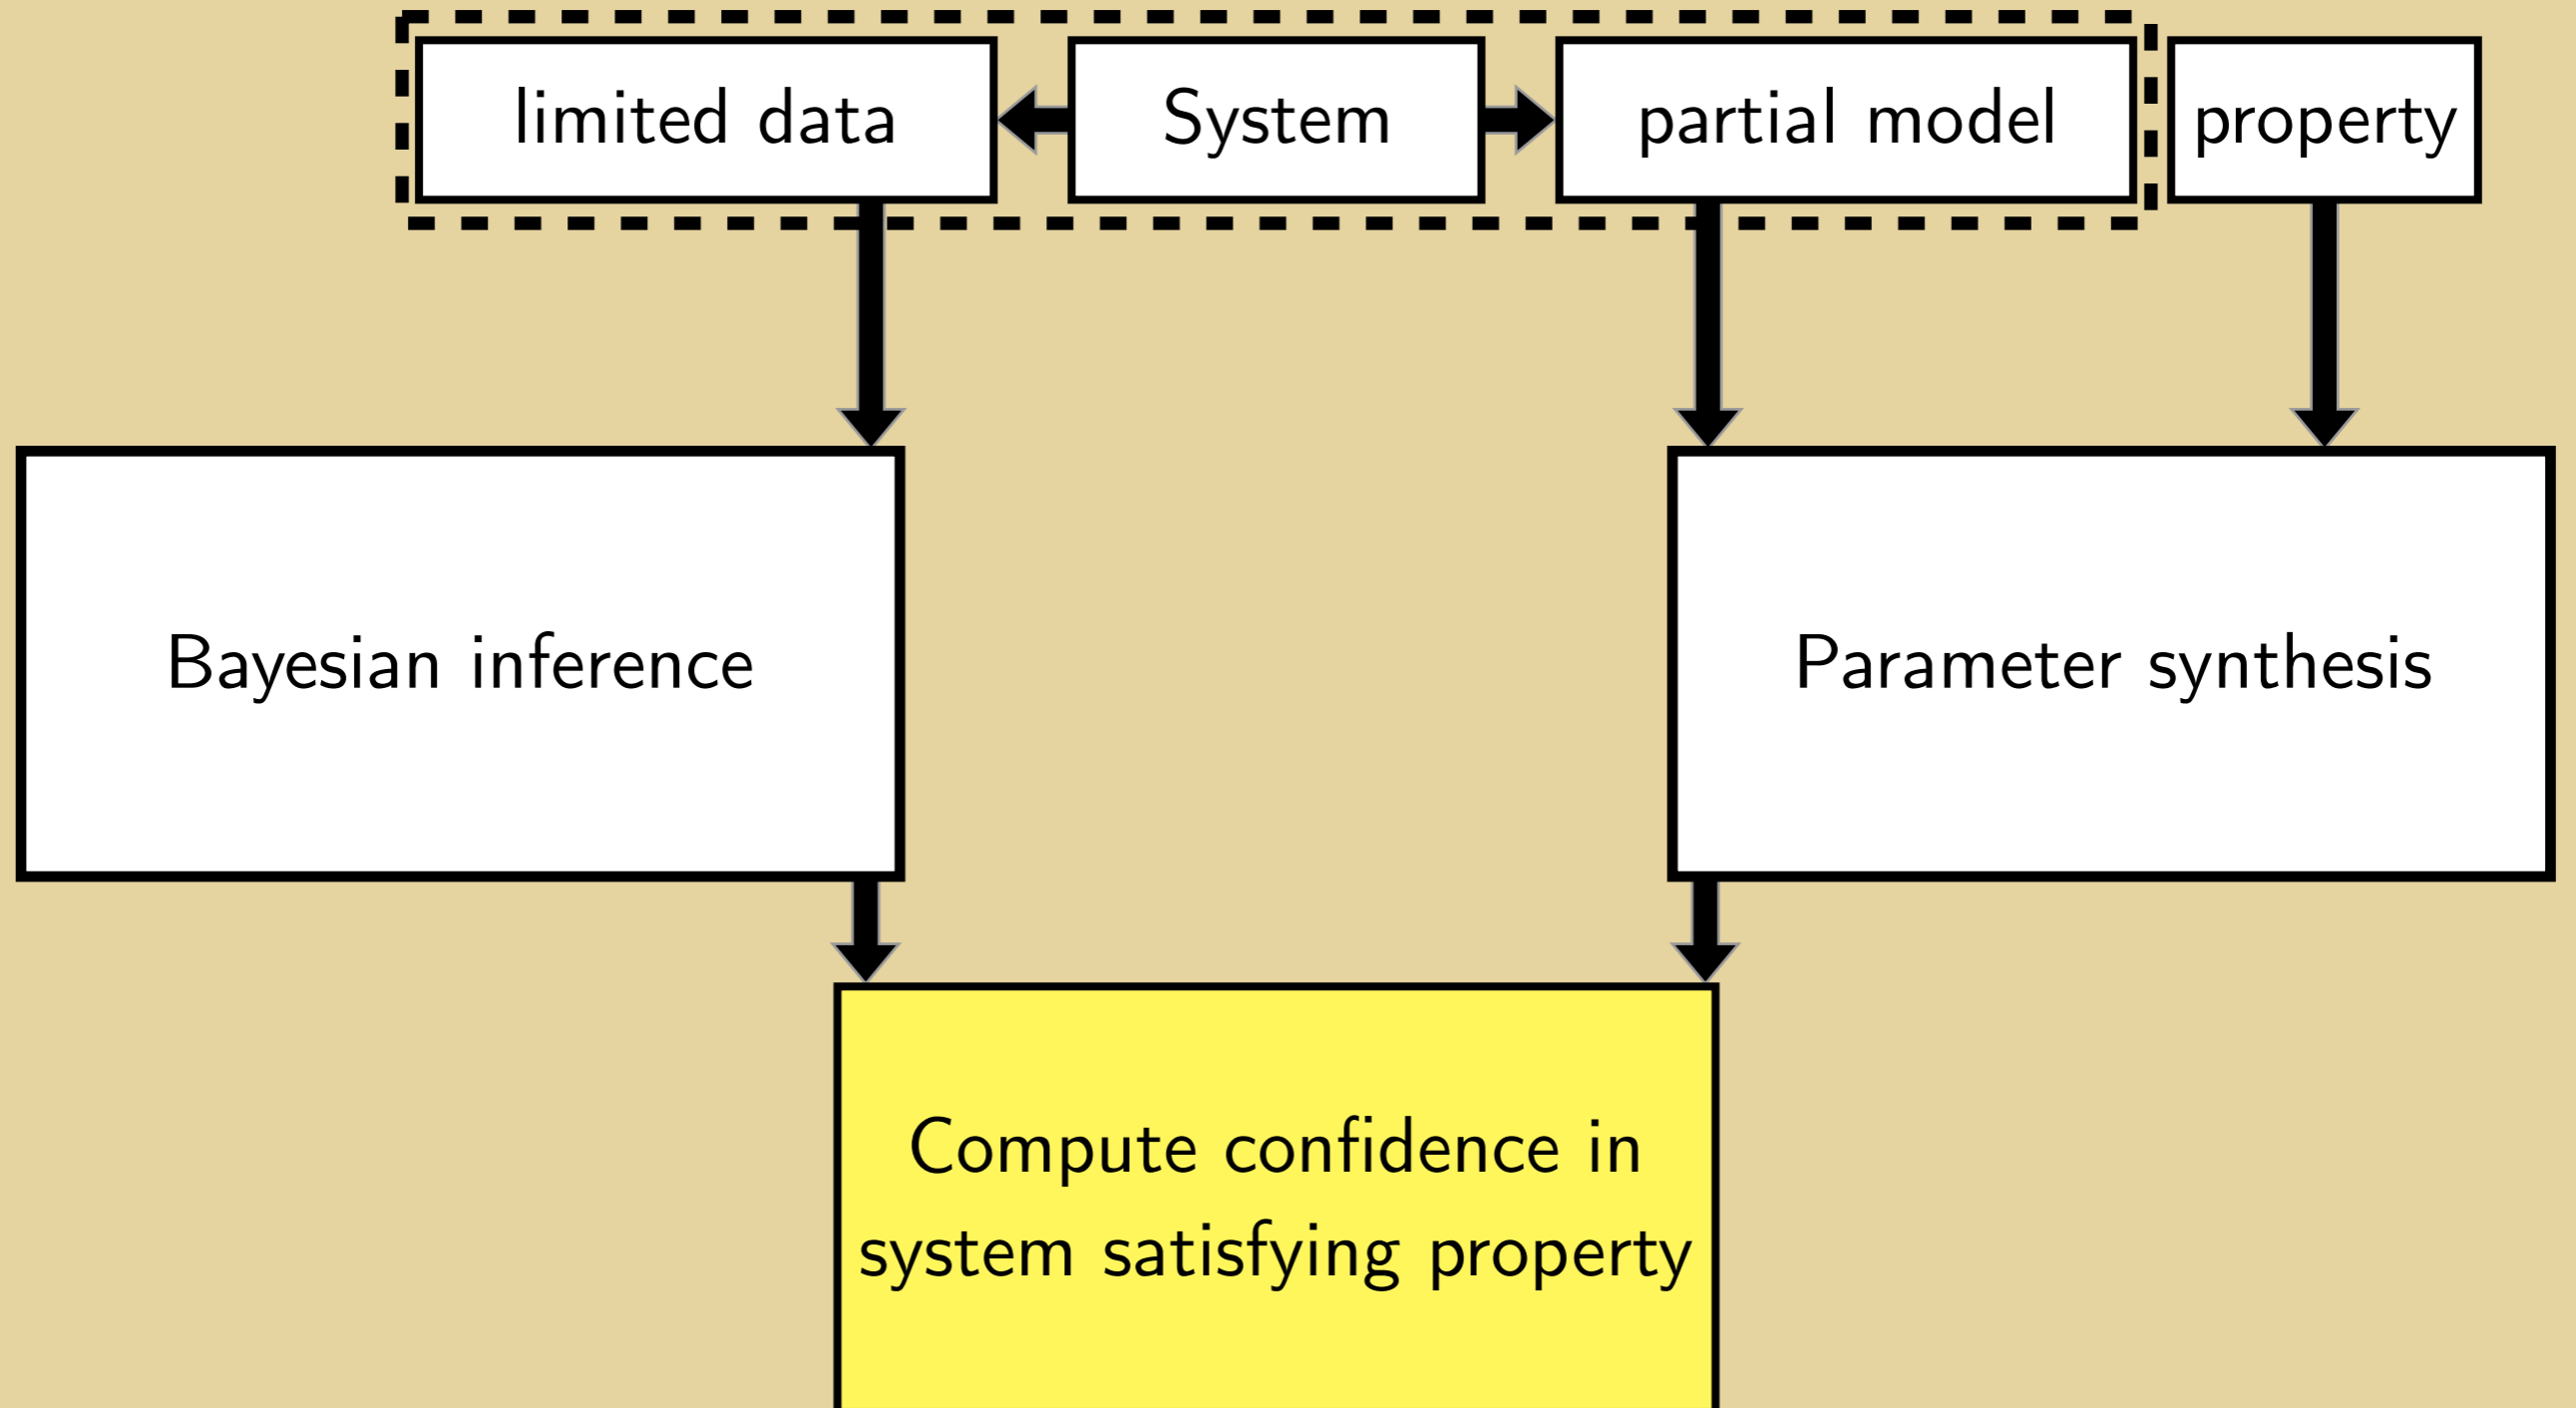 limited data
System
partial model
property
Bayesian inference
Parameter synthesis
Compute confidence in
system satisfying property